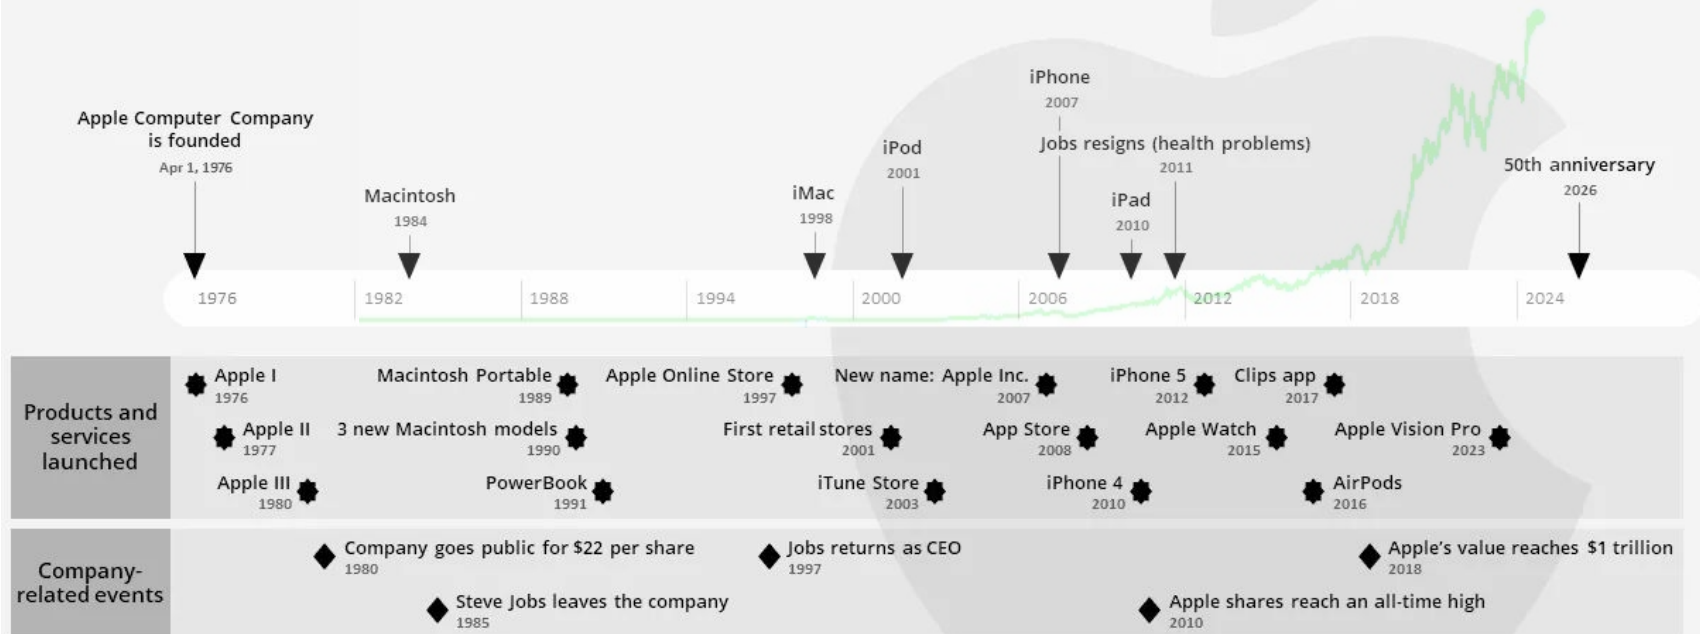 Apple Computer Company
is founded
Apr 1, 1976
Macintosh
1984
iMac
1998
iPod
2001
iPhone
2007
Jobs resigns (health problems)
2011
iPad
2010
50th anniversary
2026
1976 1982 1988 1994 2000 2006 2012 2018 2024
Products and
services
launched
Apple I
1976
Macintosh Portable
1989
Apple Online Store
1997
New name: Apple Inc.
2007
iPhone 5
2012
Clips app
2017
Apple II
1977
3 new Macintosh models
1990
First retail stores
2001
App Store
2008
Apple Watch
2015
Apple Vision Pro
2023
Apple III
1980
PowerBook
1991
iTune Store
2003
iPhone 4
2010
AirPods
2016
Company-
related events
Company goes public for $22 per share
1980
Jobs returns as CEO
1997
Apple’s value reaches $1 trillion
2018
Steve Jobs leaves the company
1985
Apple shares reach an all-time high
2010